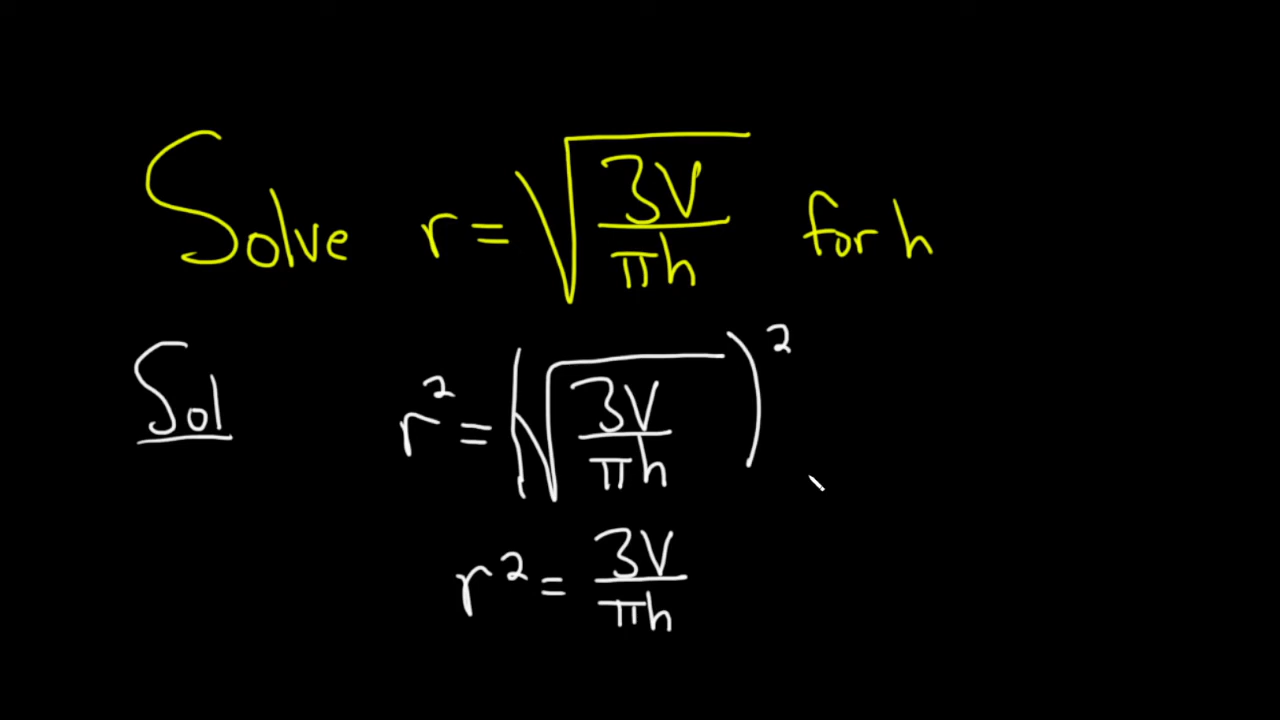 Solve r = √(3V/πh) for h
Sol r² = (√(3V/πh))²
r² = 3V/πh